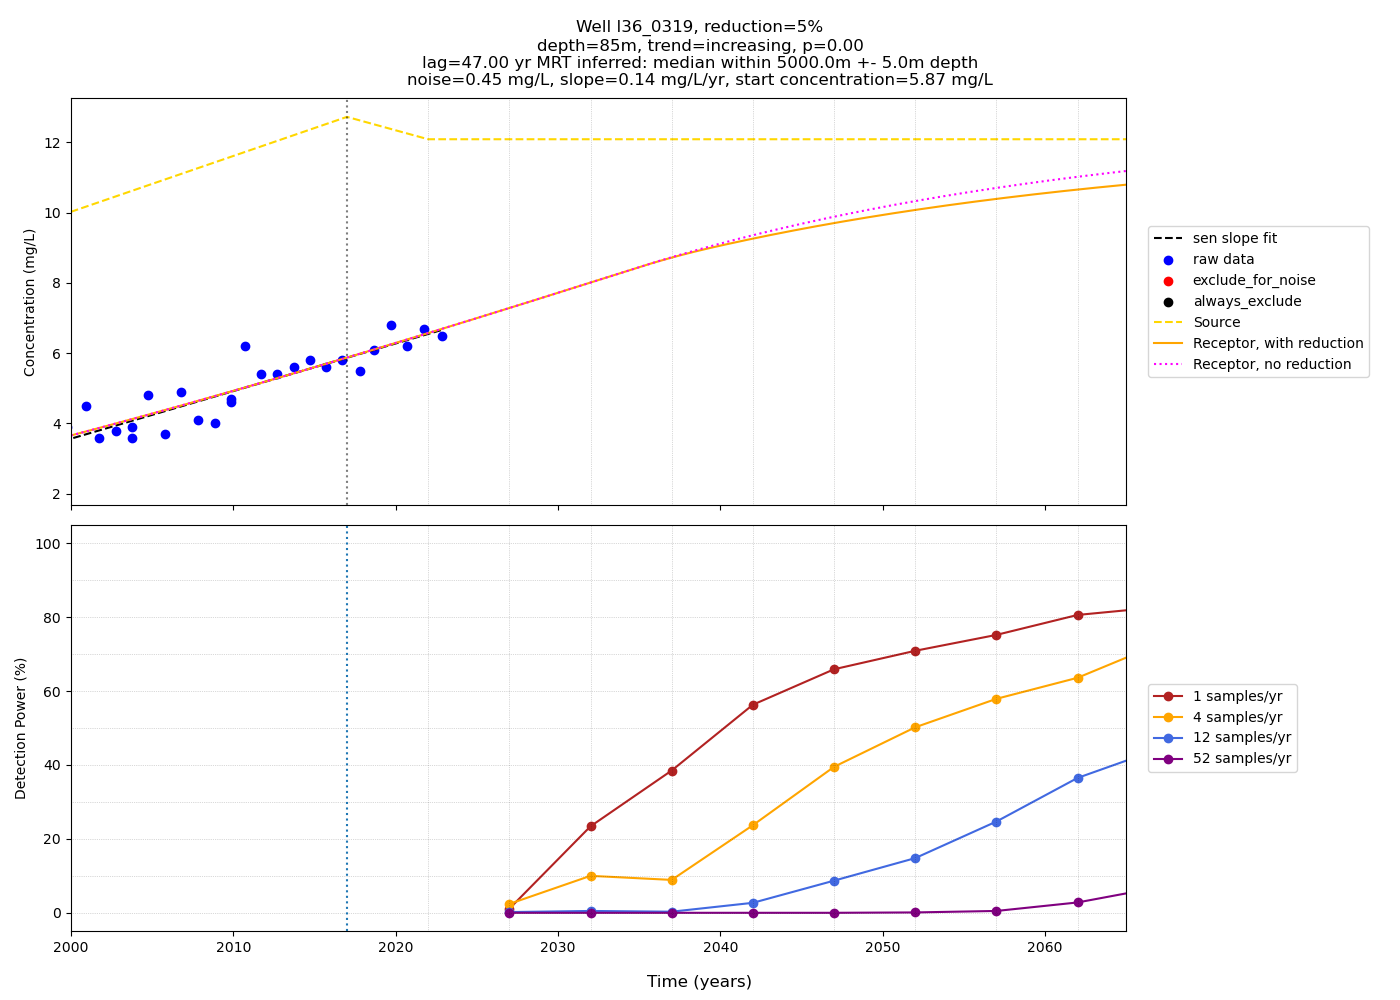 Well l36_0319, reduction=5%
depth=85m, trend=increasing, p=0.00
lag=47.00 yr MRT inferred: median within 5000.0m +- 5.0m depth
noise=0.45 mg/L, slope=0.14 mg/L/yr, start concentration=5.87 mg/L
Concentration (mg/L)
12
10
8
6
4
2
sen slope fit
raw data
exclude_for_noise
always_exclude
Source
Receptor, with reduction
Receptor, no reduction
Detection Power (%)
100
80
60
40
20
0
1 samples/yr
4 samples/yr
12 samples/yr
52 samples/yr
2000 2010 2020 2030 2040 2050 2060
Time (years)